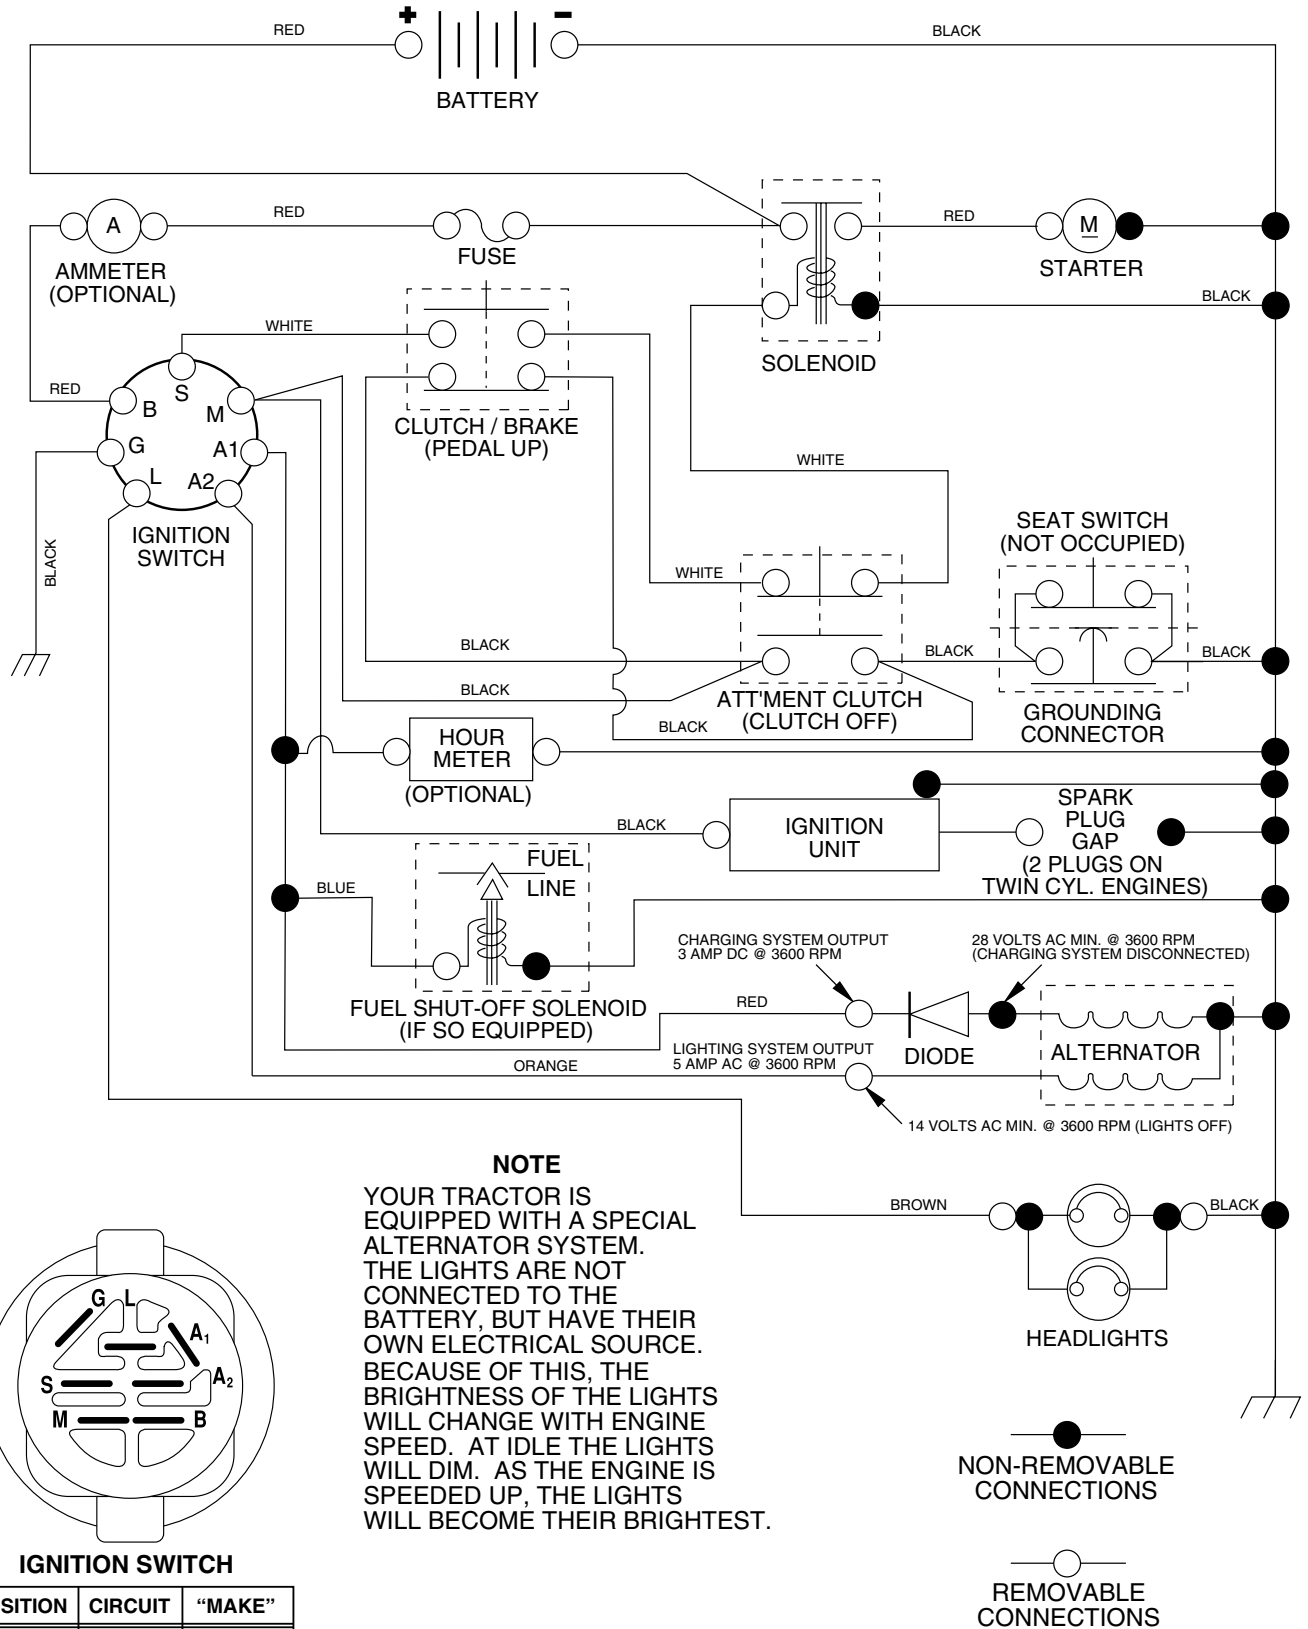 + -
RED
BLACK
BATTERY
RED
A
FUSE
AMMETER
(OPTIONAL)
RED
M
STARTER
BLACK
SOLENOID
WHITE
CLUTCH / BRAKE
(PEDAL UP)
RED
S
B
M
G
A1
L
A2
IGNITION
SWITCH
BLACK
WHITE
WHITE
SEAT SWITCH
(NOT OCCUPIED)
BLACK
BLACK
BLACK
BLACK
ATT'MENT CLUTCH
(CLUTCH OFF)
BLACK
GROUNDING
CONNECTOR
HOUR
METER
(OPTIONAL)
BLACK
IGNITION
UNIT
SPARK
PLUG
GAP
(2 PLUGS ON
TWIN CYL. ENGINES)
BLUE
FUEL
LINE
FUEL SHUT-OFF SOLENOID
(IF SO EQUIPPED)
CHARGING SYSTEM OUTPUT
3 AMP DC @ 3600 RPM
28 VOLTS AC MIN. @ 3600 RPM
(CHARGING SYSTEM DISCONNECTED)
RED
DIODE
ALTERNATOR
LIGHTING SYSTEM OUTPUT
5 AMP AC @ 3600 RPM
ORANGE
14 VOLTS AC MIN. @ 3600 RPM (LIGHTS OFF)
NOTE
YOUR TRACTOR IS
EQUIPPED WITH A SPECIAL
ALTERNATOR SYSTEM.
THE LIGHTS ARE NOT
CONNECTED TO THE
BATTERY, BUT HAVE THEIR
OWN ELECTRICAL SOURCE.
BECAUSE OF THIS, THE
BRIGHTNESS OF THE LIGHTS
WILL CHANGE WITH ENGINE
SPEED. AT IDLE THE LIGHTS
WILL DIM. AS THE ENGINE IS
SPEEDED UP, THE LIGHTS
WILL BECOME THEIR BRIGHTEST.
BROWN
BLACK
HEADLIGHTS
NON-REMOVABLE
CONNECTIONS
REMOVABLE
CONNECTIONS
G L
A1
S A2
M B
IGNITION SWITCH
SITION CIRCUIT “MAKE”